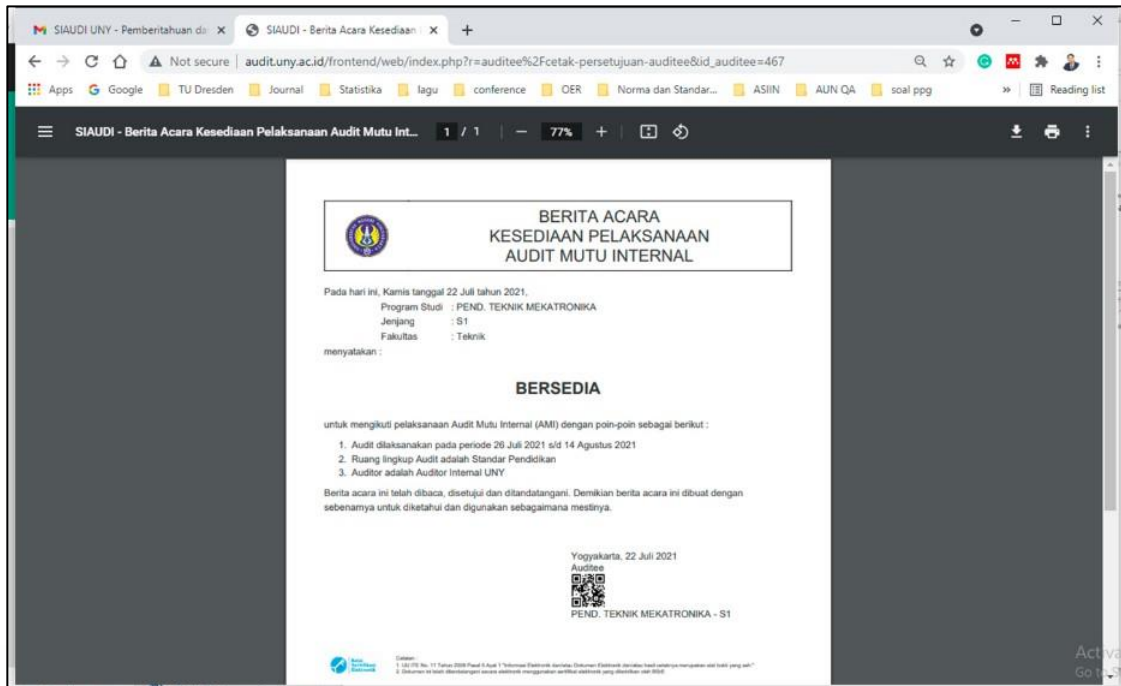 SIAUDI UNY - Pemberitahuan da
SIAUDI - Berita Acara Kesediaan
Not secure | audit.uny.ac.id/frontend/web/index.php?r=auditee%2Fcetak-persetujuan-auditee&id_auditee=467
Apps Google TU Dresden Journal Statistika lagu conference OER Norma dan Standar... ASIIN AUN QA soal ppg » Reading list
SIAUDI - Berita Acara Kesediaan Pelaksanaan Audit Mutu Int... 1 / 1 | − 77% +
BERITA ACARA
KESEDIAAN PELAKSANAAN
AUDIT MUTU INTERNAL
Pada hari ini, Kamis tanggal 22 Juli tahun 2021,
Program Studi : PEND. TEKNIK MEKATRONIKA
Jenjang : S1
Fakultas : Teknik
menyatakan :
BERSEDIA
untuk mengikuti pelaksanaan Audit Mutu Internal (AMI) dengan poin-poin sebagai berikut :
1. Audit dilaksanakan pada periode 26 Juli 2021 s/d 14 Agustus 2021
2. Ruang lingkup Audit adalah Standar Pendidikan
3. Auditor adalah Auditor Internal UNY
Berita acara ini telah dibaca, disetujui dan ditandatangani. Demikian berita acara ini dibuat dengan
sebenarnya untuk diketahui dan digunakan sebagaimana mestinya.
Yogyakarta, 22 Juli 2021
Auditee
PEND. TEKNIK MEKATRONIKA - S1
Balai
Sertifikasi
Elektronik
Catatan :
Activa
Go to S